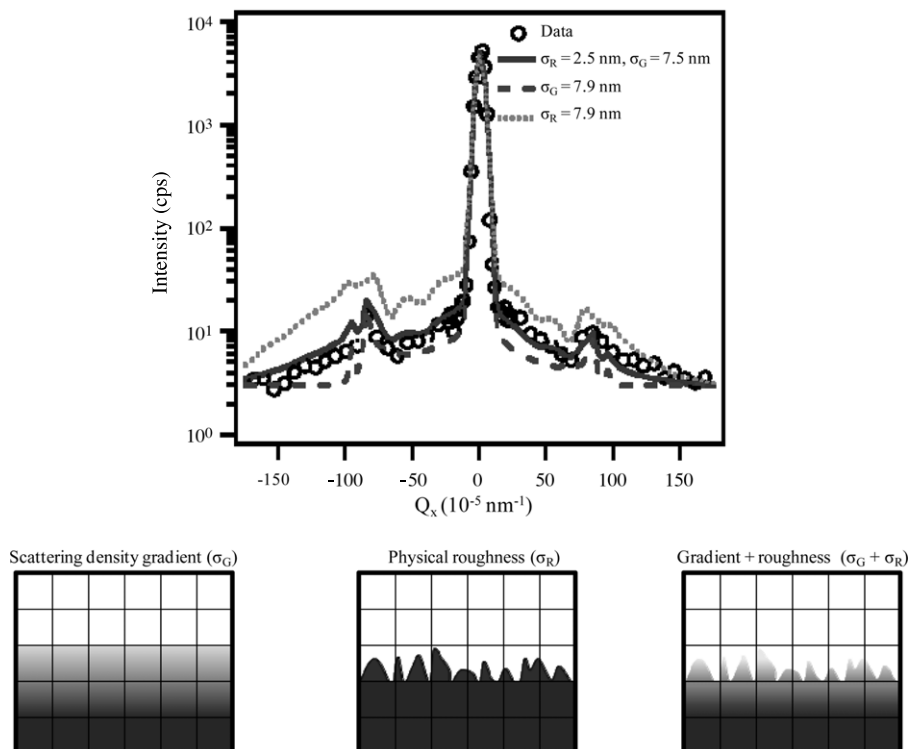 10⁴
Data
σR = 2.5 nm, σG = 7.5 nm
σG = 7.9 nm
σR = 7.9 nm
10³
Intensity (cps)
10²
10¹
10⁰
-150 -100 -50 0 50 100 150
Qx (10⁻⁵ nm⁻¹)
Scattering density gradient (σG) Physical roughness (σR) Gradient + roughness (σG + σR)